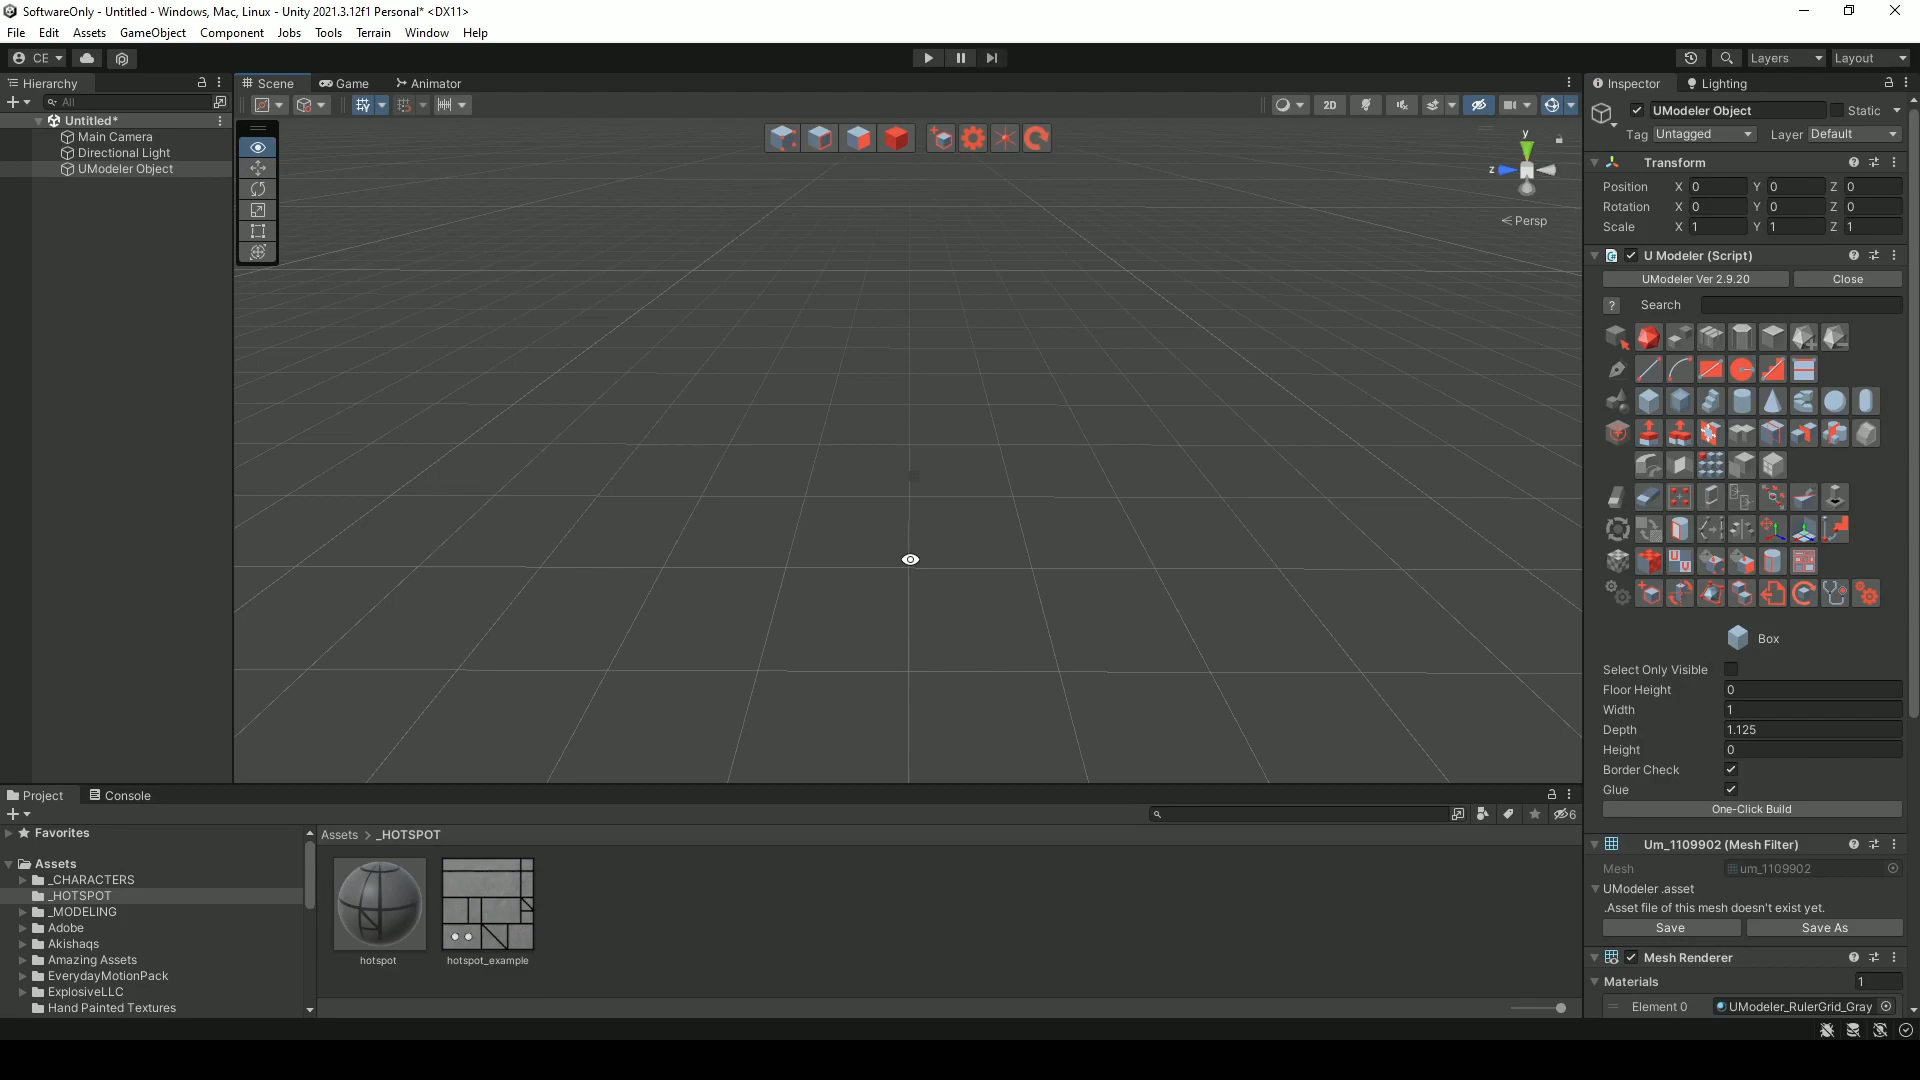 SoftwareOnly - Untitled - Windows, Mac, Linux - Unity 2021.3.12f1 Personal* <DX11>
File Edit Assets GameObject Component Jobs Tools Terrain Window Help
CE
Layers
Layout
Hierarchy
All
Untitled*
Main Camera
Directional Light
UModeler Object
Scene Game Animator
2D
y
z
Persp
Inspector Lighting
UModeler Object
Static
Tag Untagged
Layer Default
Transform
Position X 0 Y 0 Z 0
Rotation X 0 Y 0 Z 0
Scale X 1 Y 1 Z 1
U Modeler (Script)
UModeler Ver 2.9.20
Close
? Search
Box
Select Only Visible
Floor Height 0
Width 1
Depth 1.125
Height 0
Border Check
Glue
One-Click Build
Um_1109902 (Mesh Filter)
Mesh um_1109902
UModeler .asset
.Asset file of this mesh doesn't exist yet.
Save
Save As
Mesh Renderer
Materials 1
Element 0 UModeler_RulerGrid_Gray
Project Console
6
Favorites
Assets
_CHARACTERS
_HOTSPOT
_MODELING
Adobe
Akishaqs
Amazing Assets
EverydayMotionPack
ExplosiveLLC
Hand Painted Textures
Assets > _HOTSPOT
hotspot
hotspot_example